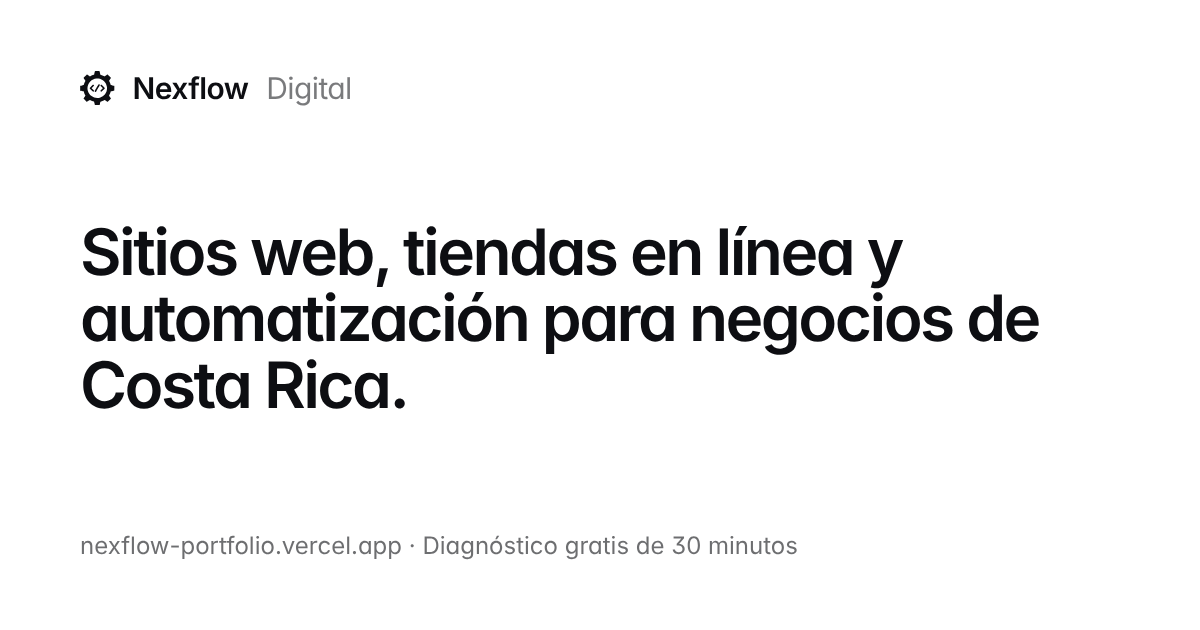 Nexflow Digital
Sitios web, tiendas en línea y
automatización para negocios de
Costa Rica.
nexflow-portfolio.vercel.app · Diagnóstico gratis de 30 minutos